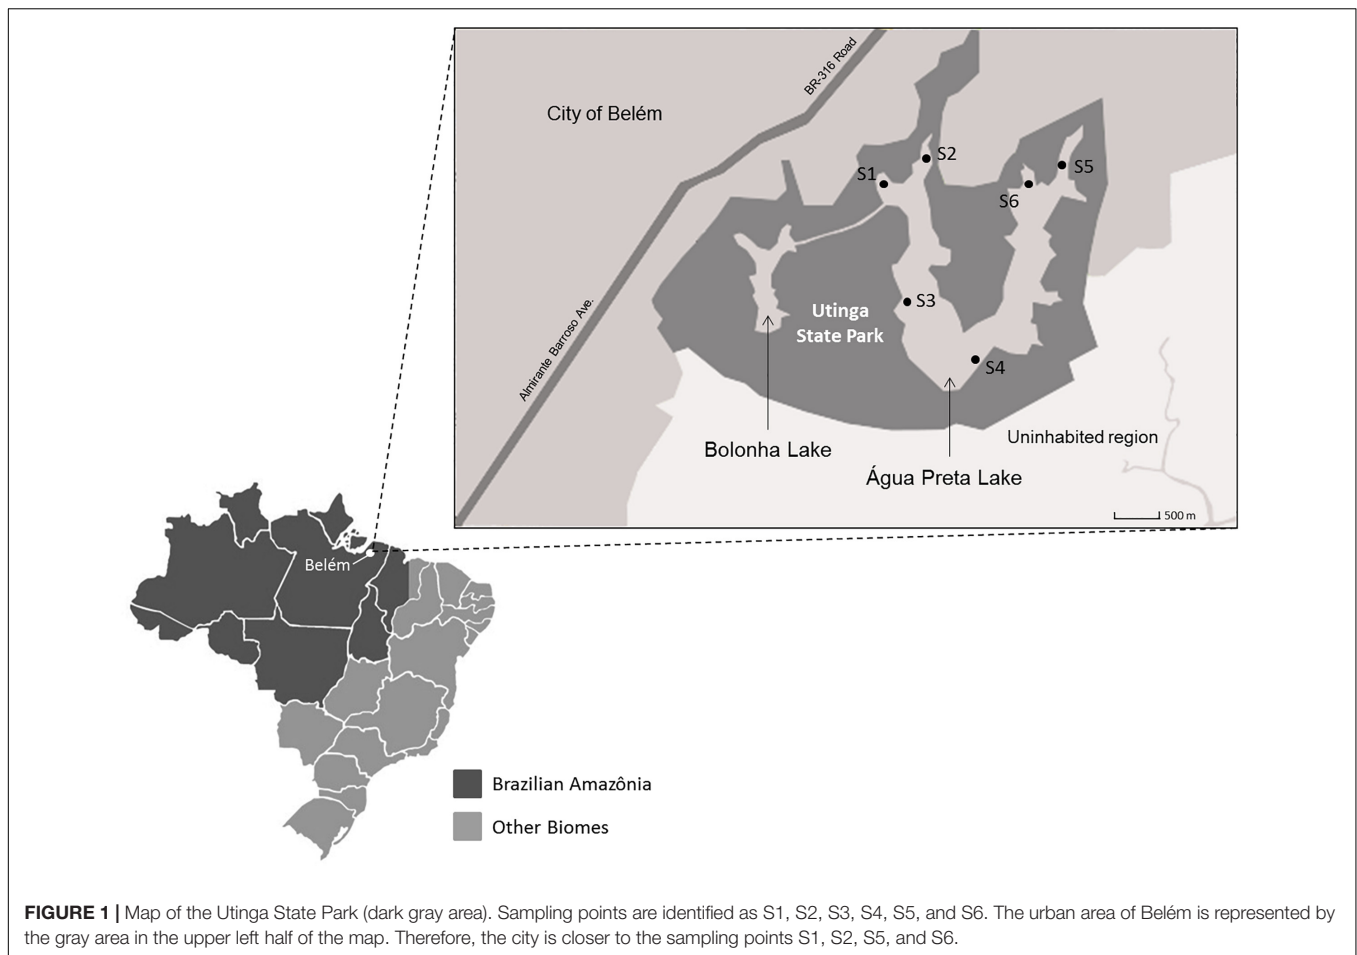 BR-316 Road
City of Belém
S2
S1
S5
S6
Almirante Barroso Ave.
S3
Utinga
State Park
S4
Bolonha Lake
Uninhabited region
Água Preta Lake
500 m
Belém
Brazilian Amazônia
Other Biomes
FIGURE 1 | Map of the Utinga State Park (dark gray area). Sampling points are identified as S1, S2, S3, S4, S5, and S6. The urban area of Belém is represented by
the gray area in the upper left half of the map. Therefore, the city is closer to the sampling points S1, S2, S5, and S6.